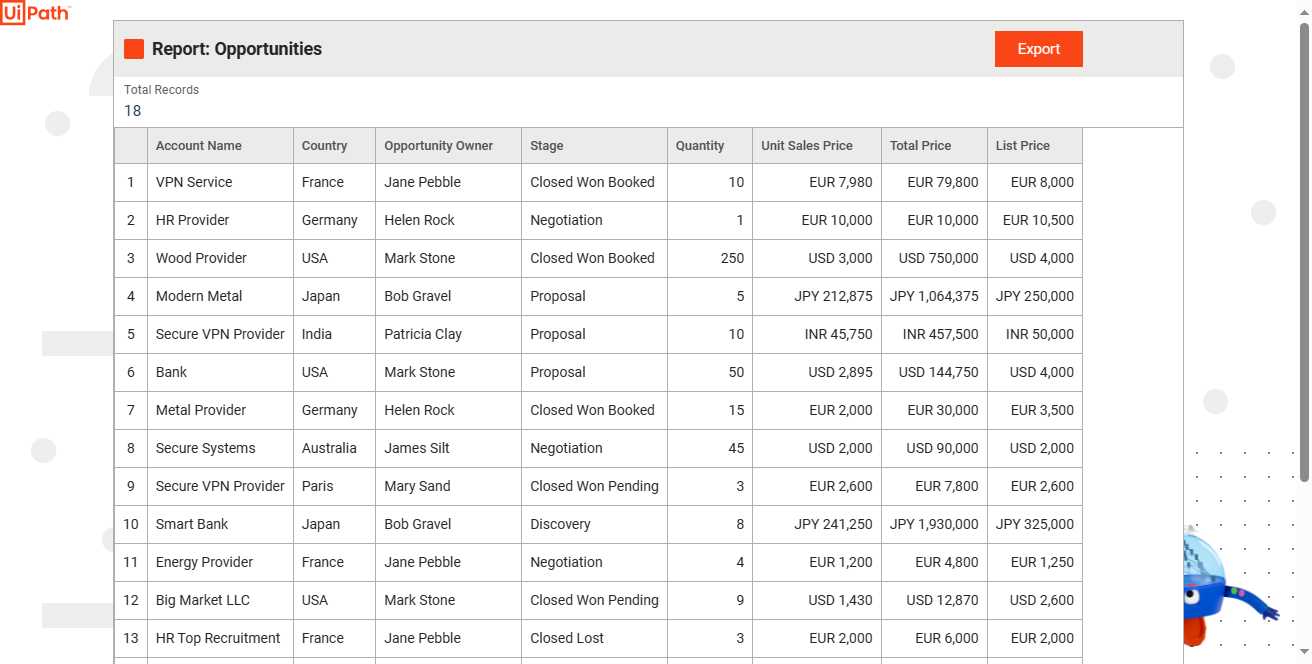 UiPath
Report: Opportunities
Export
Total Records
18
Account Name Country Opportunity Owner Stage Quantity Unit Sales Price Total Price List Price
1 VPN Service France Jane Pebble Closed Won Booked 10 EUR 7,980 EUR 79,800 EUR 8,000
2 HR Provider Germany Helen Rock Negotiation 1 EUR 10,000 EUR 10,000 EUR 10,500
3 Wood Provider USA Mark Stone Closed Won Booked 250 USD 3,000 USD 750,000 USD 4,000
4 Modern Metal Japan Bob Gravel Proposal 5 JPY 212,875 JPY 1,064,375 JPY 250,000
5 Secure VPN Provider India Patricia Clay Proposal 10 INR 45,750 INR 457,500 INR 50,000
6 Bank USA Mark Stone Proposal 50 USD 2,895 USD 144,750 USD 4,000
7 Metal Provider Germany Helen Rock Closed Won Booked 15 EUR 2,000 EUR 30,000 EUR 3,500
8 Secure Systems Australia James Silt Negotiation 45 USD 2,000 USD 90,000 USD 2,000
9 Secure VPN Provider Paris Mary Sand Closed Won Pending 3 EUR 2,600 EUR 7,800 EUR 2,600
10 Smart Bank Japan Bob Gravel Discovery 8 JPY 241,250 JPY 1,930,000 JPY 325,000
11 Energy Provider France Jane Pebble Negotiation 4 EUR 1,200 EUR 4,800 EUR 1,250
12 Big Market LLC USA Mark Stone Closed Won Pending 9 USD 1,430 USD 12,870 USD 2,600
13 HR Top Recruitment France Jane Pebble Closed Lost 3 EUR 2,000 EUR 6,000 EUR 2,000